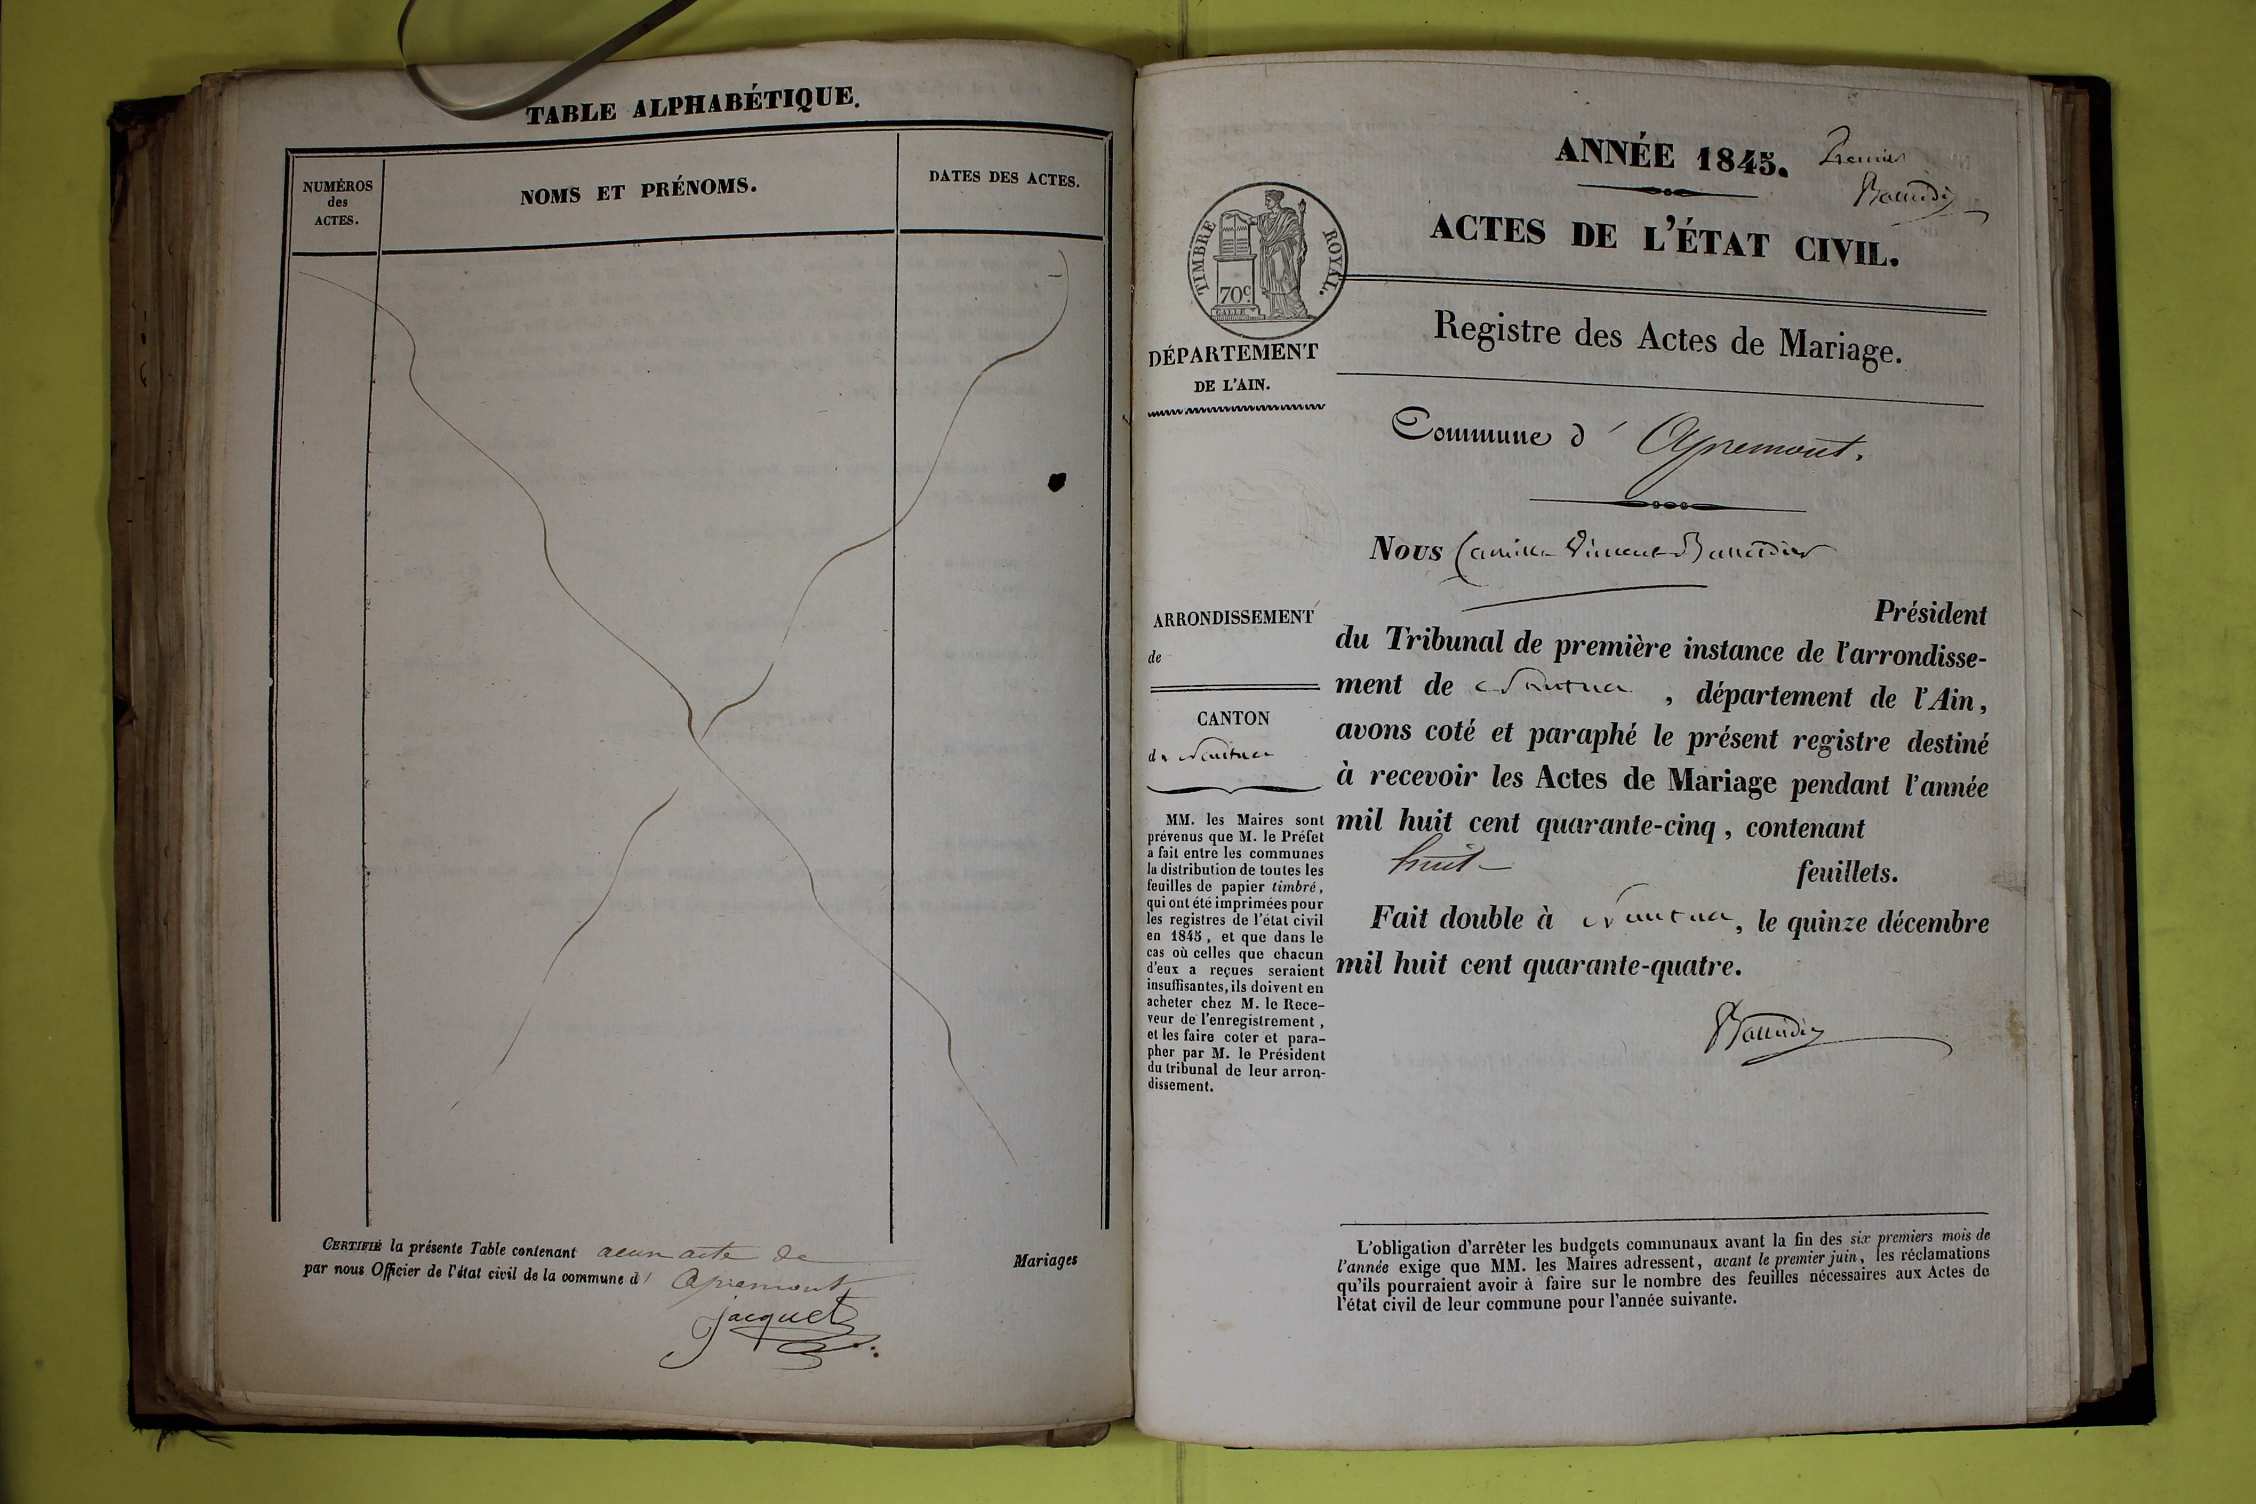 TABLE ALPHABÉTIQUE.
NUMÉROS
des
ACTES.
NOMS ET PRÉNOMS.
DATES DES ACTES.
CERTIFIÉ la présente Table contenant aucun acte de Mariages
par nous Officier de l'état civil de la commune d' Apremont
Jacquet
ANNÉE 1845. Premier
ACTES DE L'ÉTAT CIVIL.
TIMBRE ROYAL.
70c
Registre des Actes de Mariage.
DÉPARTEMENT
DE L'AIN.
Commune d' Apremont.
Nous Camille Vincent
Président
du Tribunal de première instance de l'arrondisse-
ment de Nantua, département de l'Ain,
avons coté et paraphé le présent registre destiné
à recevoir les Actes de Mariage pendant l'année
mil huit cent quarante-cinq, contenant
huit feuillets.
Fait double à Nantua, le quinze décembre
mil huit cent quarante-quatre.
ARRONDISSEMENT
de
CANTON
de Nantua
MM. les Maires sont
prévenus que M. le Préfet
a fait entre les communes
la distribution de toutes les
feuilles de papier timbré,
qui ont été imprimées pour
les registres de l'état civil
en 1845, et que dans le
cas où celles que chacun
d'eux a reçues seraient
insuffisantes, ils doivent en
acheter chez M. le Rece-
veur de l'enregistrement,
et les faire coter et para-
pher par M. le Président
du tribunal de leur arron-
dissement.
L'obligation d'arrêter les budgets communaux avant la fin des six premiers mois de
l'année exige que MM. les Maires adressent, avant le premier juin, les réclamations
qu'ils pourraient avoir à faire sur le nombre des feuilles nécessaires aux Actes de
l'état civil de leur commune pour l'année suivante.